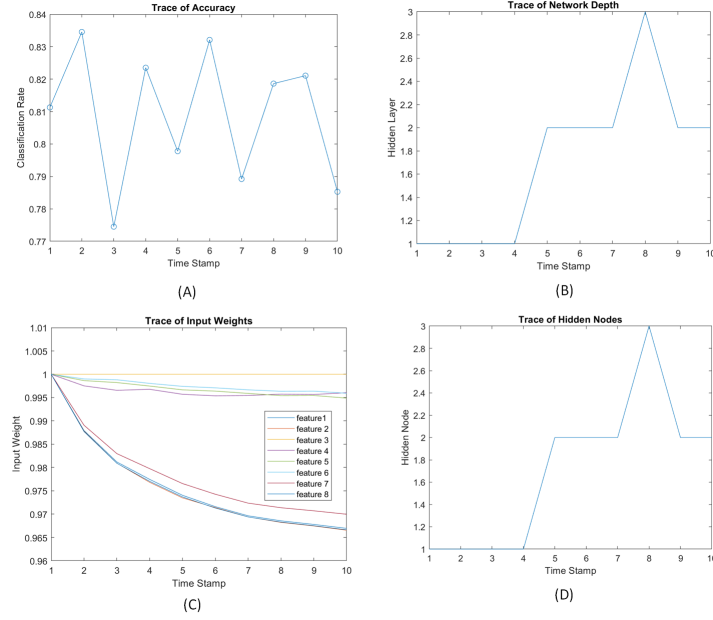 Trace of Accuracy
0.84
0.83
0.82
0.81
0.8
0.79
0.78
0.77
Classification Rate
1 2 3 4 5 6 7 8 9 10
Time Stamp
(A)
Trace of Network Depth
3
2.8
2.6
2.4
2.2
2
1.8
1.6
1.4
1.2
1
Hidden Layer
1 2 3 4 5 6 7 8 9 10
Time Stamp
(B)
Trace of Input Weights
1.01
1.005
1
0.995
0.99
0.985
0.98
0.975
0.97
0.965
0.96
Input Weight
feature1
feature 2
feature 3
feature 4
feature 5
feature 6
feature 7
feature 8
1 2 3 4 5 6 7 8 9 10
Time Stamp
(C)
Trace of Hidden Nodes
3
2.8
2.6
2.4
2.2
2
1.8
1.6
1.4
1.2
1
Hidden Node
1 2 3 4 5 6 7 8 9 10
Time Stamp
(D)